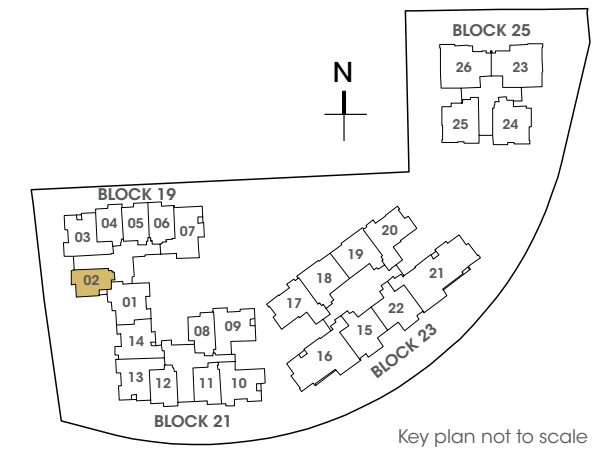 BLOCK 25
26 23
25 24
N
BLOCK 19
03 04 05 06 07
02
01
14
13 12 11 10
08 09
BLOCK 21
20
19
18
17
21
22
15
16
BLOCK 23
Key plan not to scale